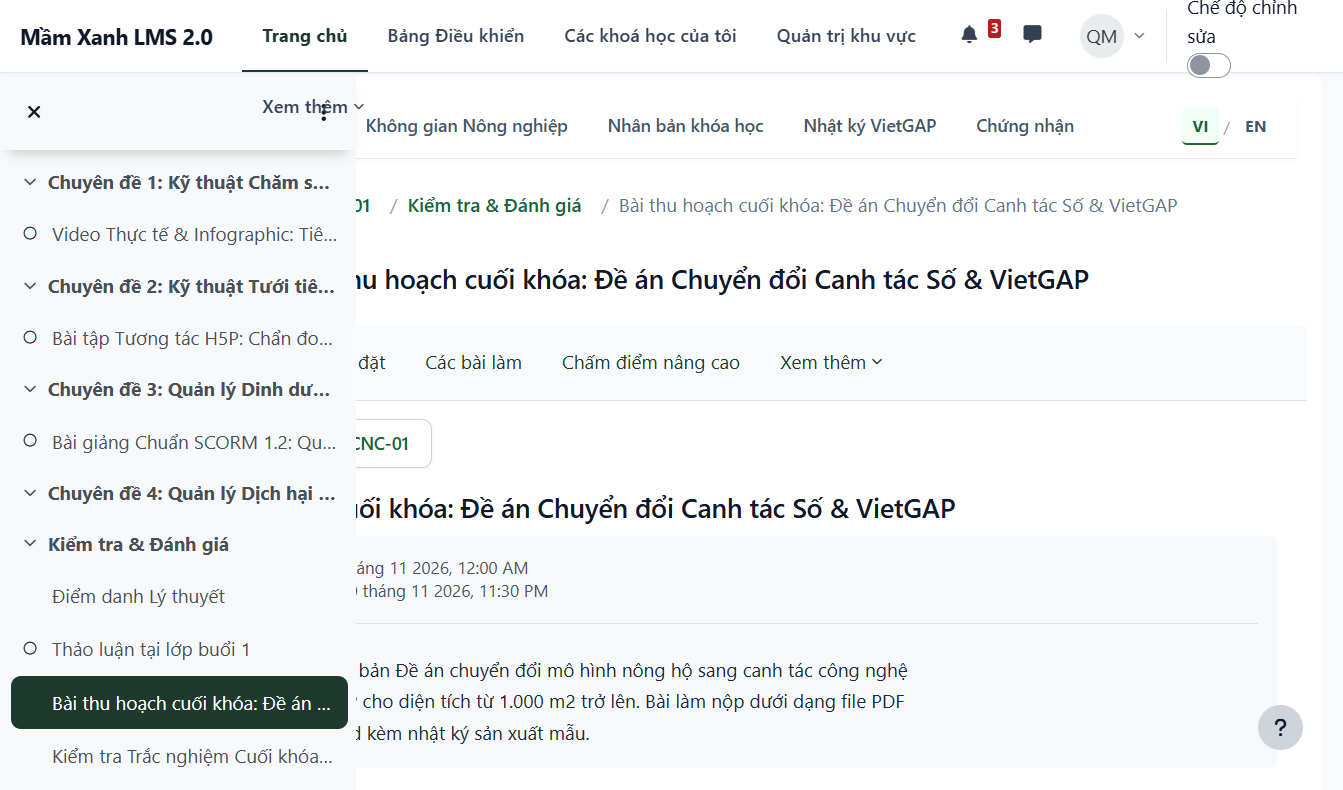 Mầm Xanh LMS 2.0
Trang chủ
Bảng Điều khiển
Các khoá học của tôi
Quản trị khu vực
3
QM
Chế độ chỉnh
sửa
Xem thêm
Không gian Nông nghiệp
Nhân bản khóa học
Nhật ký VietGAP
Chứng nhận
VI / EN
Chuyên đề 1: Kỹ thuật Chăm s...
Video Thực tế & Infographic: Tiê...
Chuyên đề 2: Kỹ thuật Tưới tiê...
Bài tập Tương tác H5P: Chẩn đo...
Chuyên đề 3: Quản lý Dinh dư...
Bài giảng Chuẩn SCORM 1.2: Qu...
Chuyên đề 4: Quản lý Dịch hại ...
Kiểm tra & Đánh giá
Điểm danh Lý thuyết
Thảo luận tại lớp buổi 1
Bài thu hoạch cuối khóa: Đề án ...
Kiểm tra Trắc nghiệm Cuối khóa...
01 / Kiểm tra & Đánh giá / Bài thu hoạch cuối khóa: Đề án Chuyển đổi Canh tác Số & VietGAP
hu hoạch cuối khóa: Đề án Chuyển đổi Canh tác Số & VietGAP
đặt
Các bài làm
Chấm điểm nâng cao
Xem thêm
CNC-01
uối khóa: Đề án Chuyển đổi Canh tác Số & VietGAP
áng 11 2026, 12:00 AM
tháng 11 2026, 11:30 PM
bản Đề án chuyển đổi mô hình nông hộ sang canh tác công nghệ
cho diện tích từ 1.000 m2 trở lên. Bài làm nộp dưới dạng file PDF
kèm nhật ký sản xuất mẫu.
?